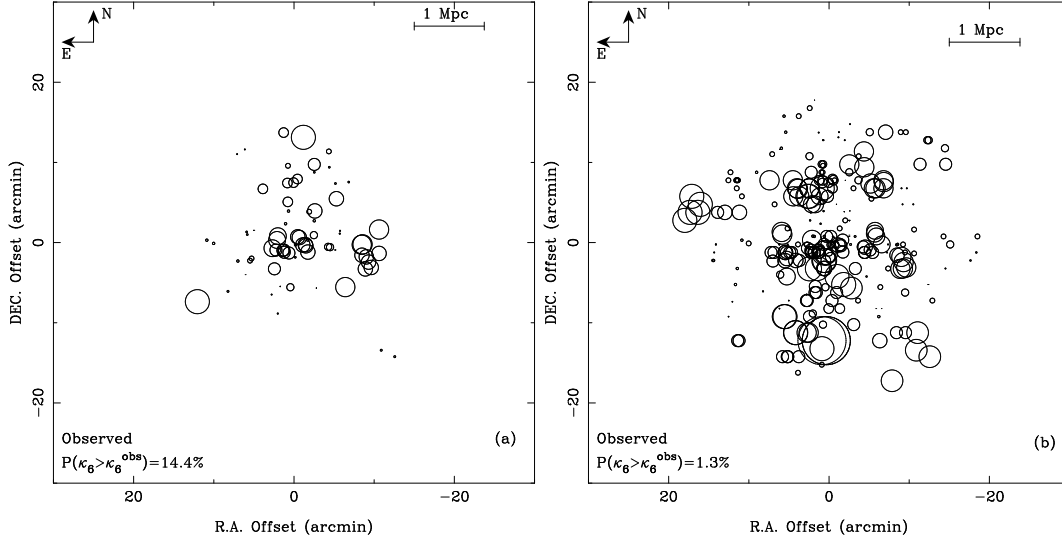 N
E
1 Mpc
20
0
−20
DEC. Offset (arcmin)
Observed
P(κ₆>κ₆ᵒᵇˢ)=14.4%
(a)
20
0
−20
R.A. Offset (arcmin)
N
E
1 Mpc
20
0
−20
DEC. Offset (arcmin)
Observed
P(κ₆>κ₆ᵒᵇˢ)=1.3%
(b)
20
0
−20
R.A. Offset (arcmin)